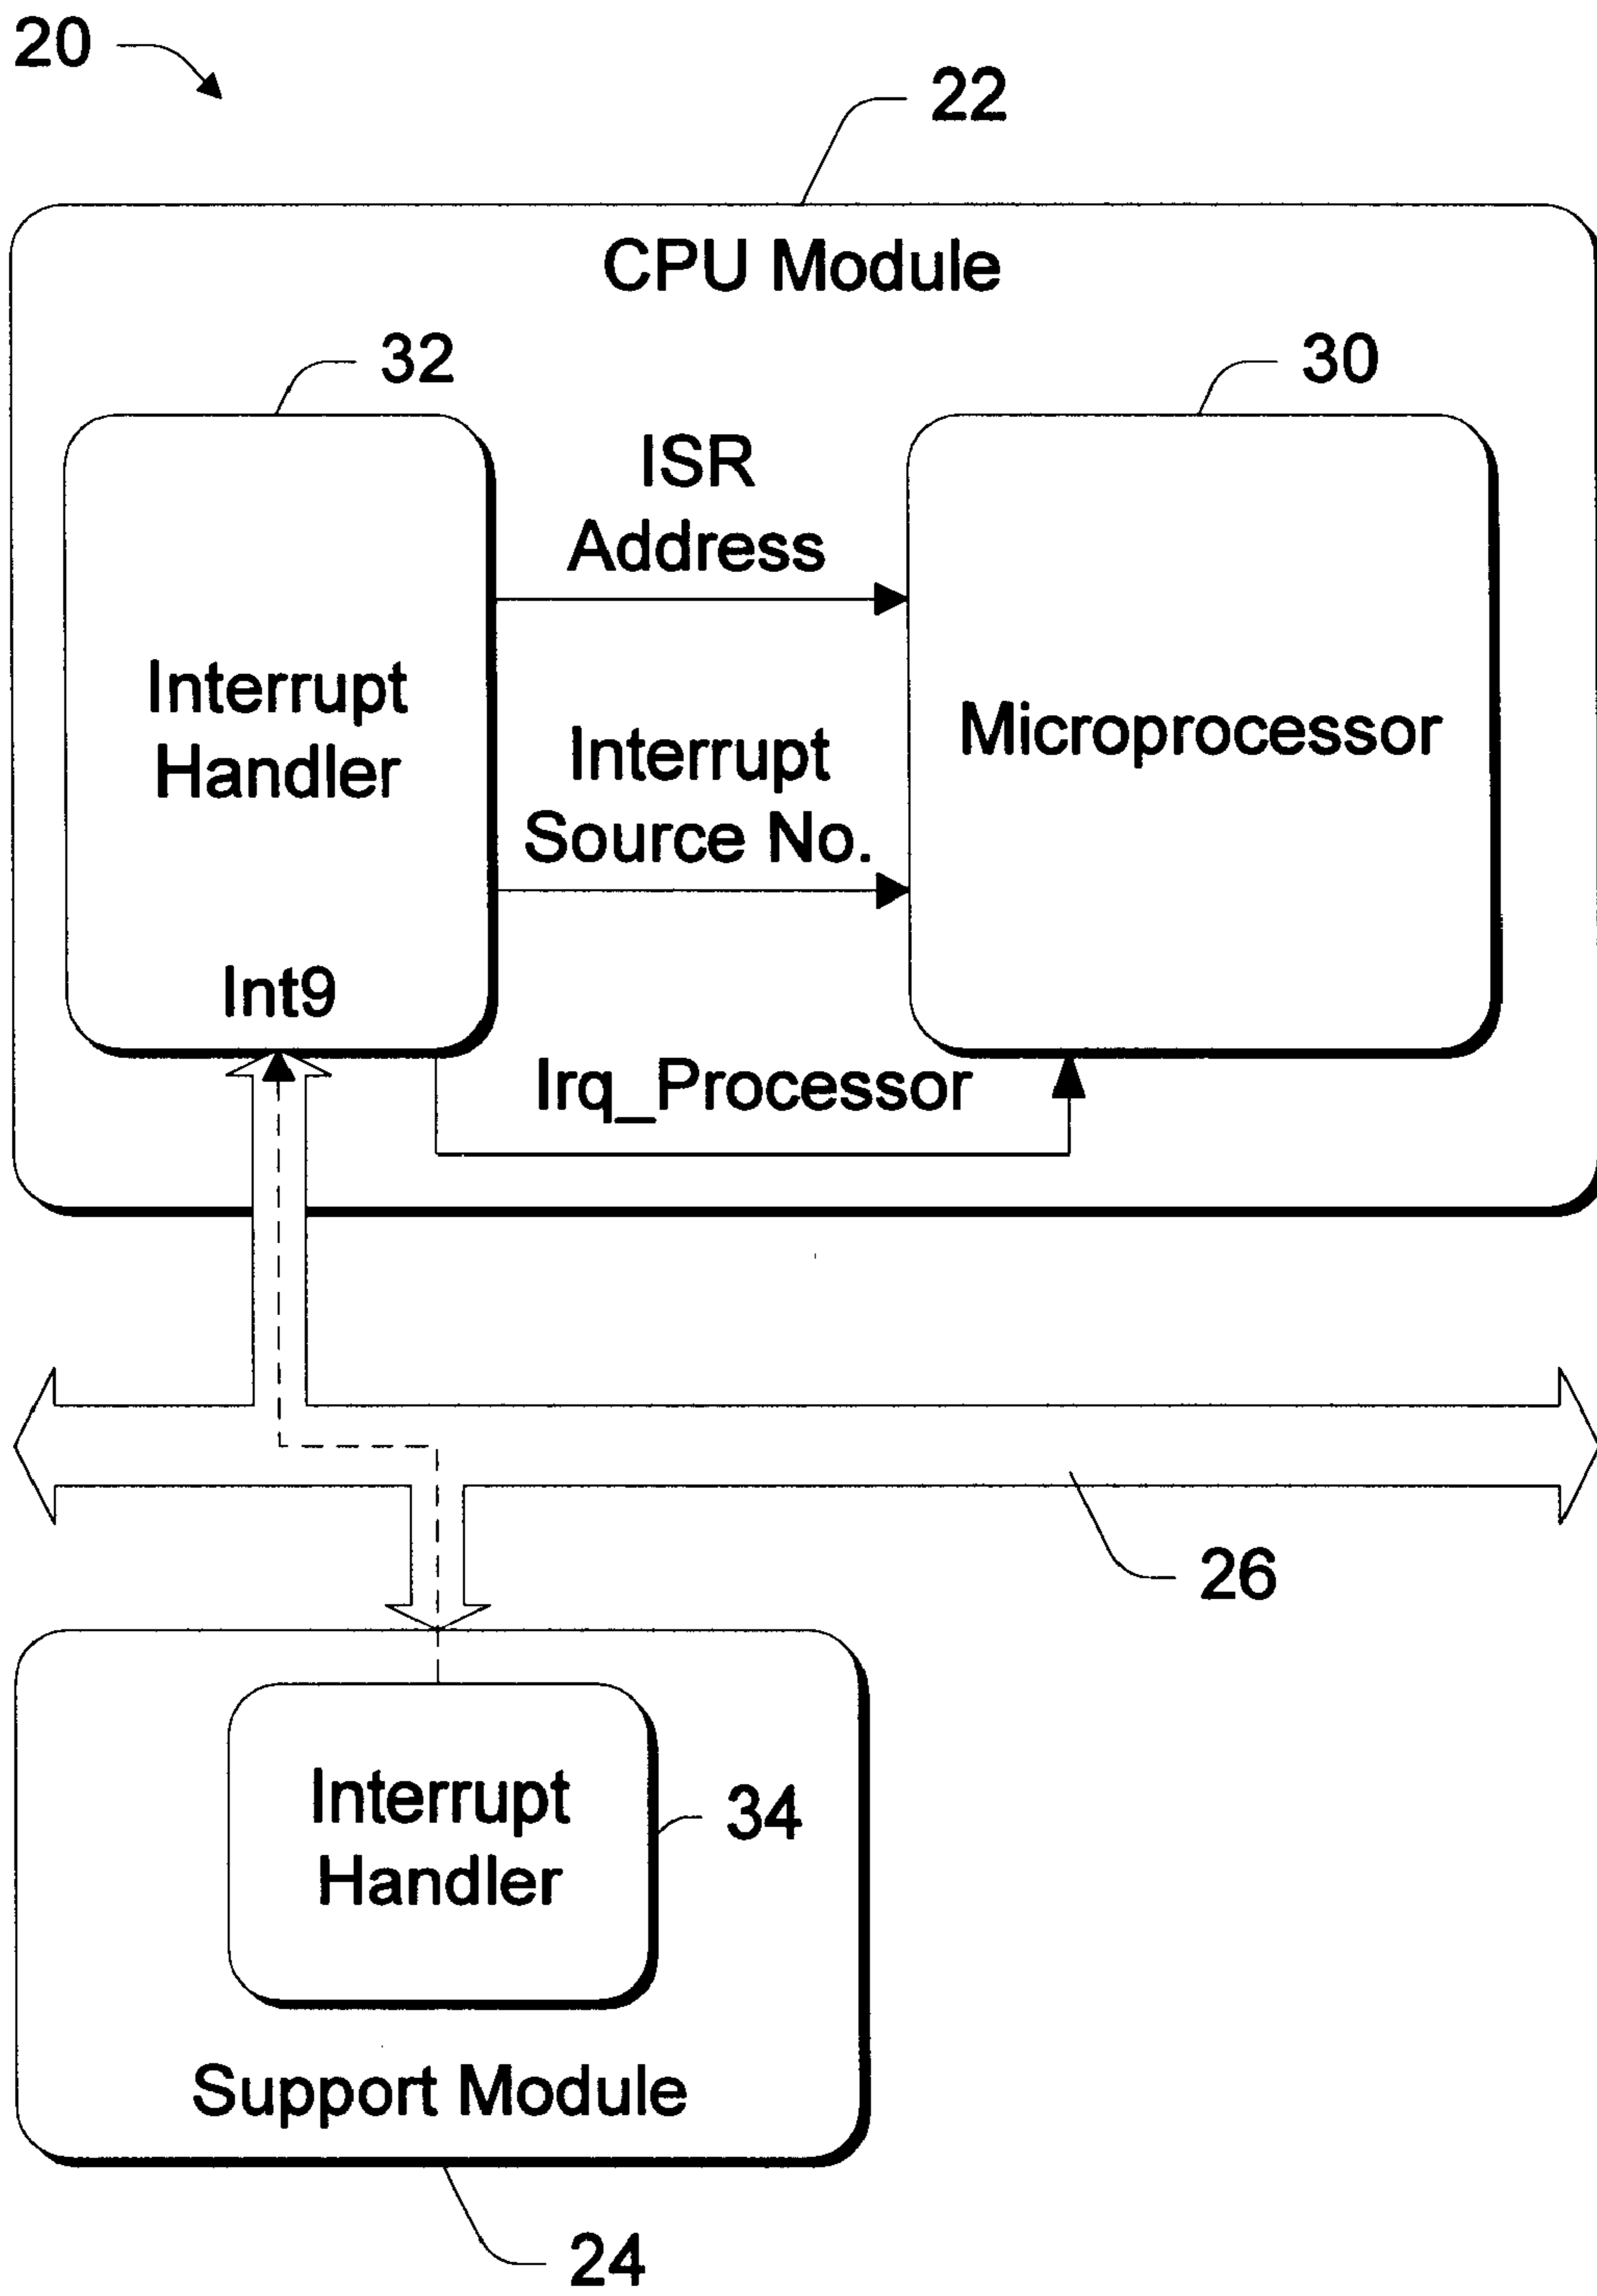 20
22
CPU Module
32
30
ISR
Address
Interrupt
Handler
Interrupt
Source No.
Microprocessor
Int9
Irq_Processor
26
Interrupt
Handler
34
Support Module
24